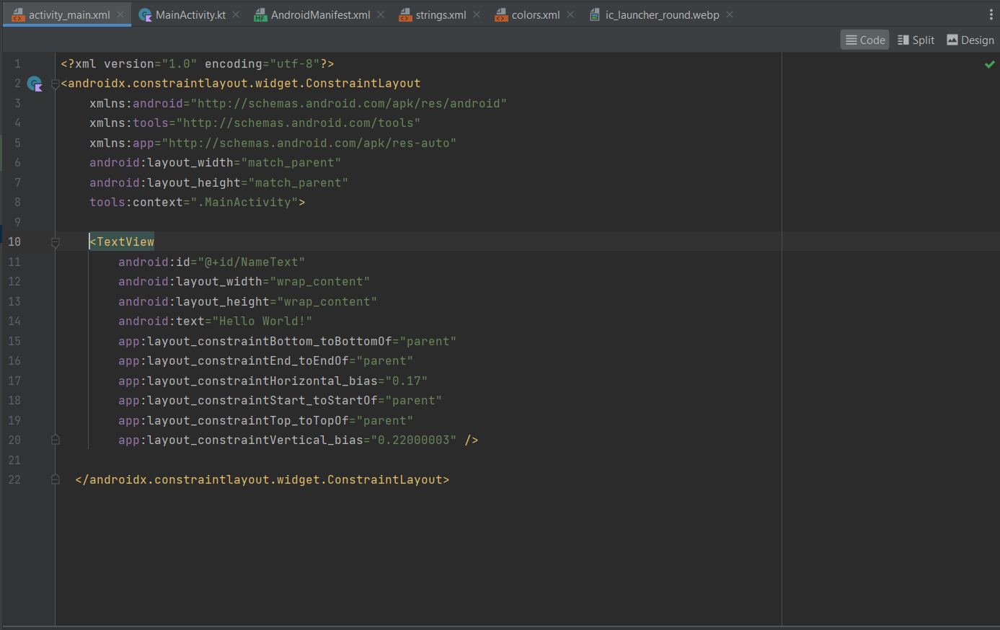 activity_main.xml MainActivity.kt AndroidManifest.xml strings.xml colors.xml ic_launcher_round.webp
Code Split Design
1 <?xml version="1.0" encoding="utf-8"?>
2 <androidx.constraintlayout.widget.ConstraintLayout
3 xmlns:android="http://schemas.android.com/apk/res/android"
4 xmlns:tools="http://schemas.android.com/tools"
5 xmlns:app="http://schemas.android.com/apk/res-auto"
6 android:layout_width="match_parent"
7 android:layout_height="match_parent"
8 tools:context=".MainActivity">
9
10 <TextView
11 android:id="@+id/NameText"
12 android:layout_width="wrap_content"
13 android:layout_height="wrap_content"
14 android:text="Hello World!"
15 app:layout_constraintBottom_toBottomOf="parent"
16 app:layout_constraintEnd_toEndOf="parent"
17 app:layout_constraintHorizontal_bias="0.17"
18 app:layout_constraintStart_toStartOf="parent"
19 app:layout_constraintTop_toTopOf="parent"
20 app:layout_constraintVertical_bias="0.22000003" />
21
22 </androidx.constraintlayout.widget.ConstraintLayout>